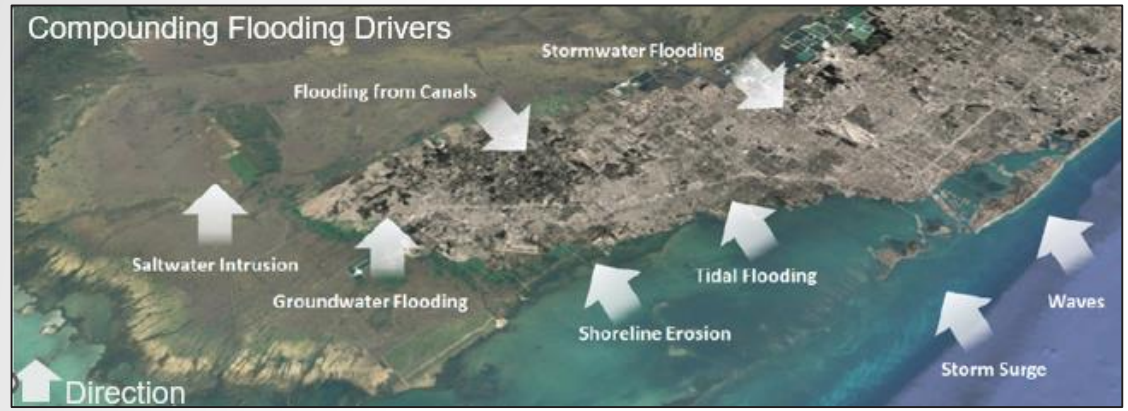 Compounding Flooding Drivers
Stormwater Flooding
Flooding from Canals
Saltwater Intrusion
Groundwater Flooding
Tidal Flooding
Shoreline Erosion
Waves
Storm Surge
Direction